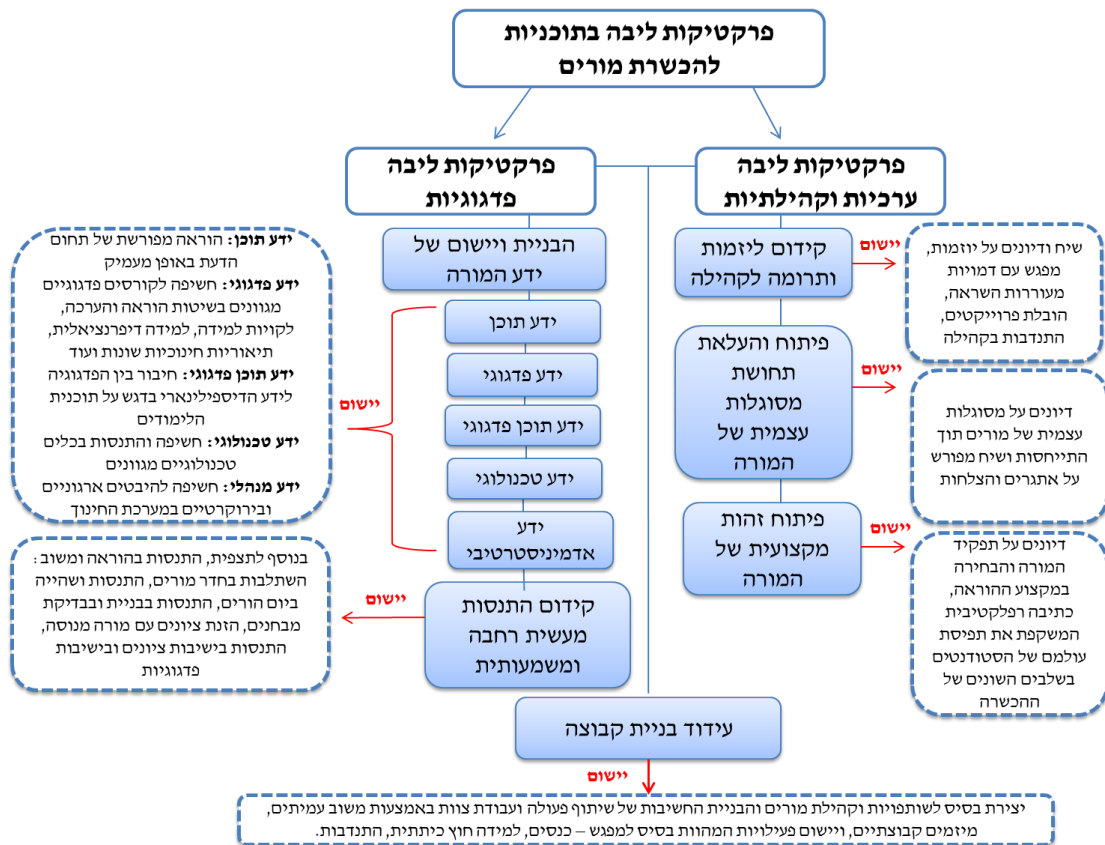 פרקטיקות ליבה בתוכניות
להכשרת מורים
פרקטיקות ליבה
ערכיות וקהילתיות
קידום ליזמות
ותרומה לקהילה
יישום
שיח ודיונים על יוזמות,
מפגש עם דמויות
מעוררות השראה,
הובלת פרוייקטים,
התנדבות בקהילה
פיתוח והעלאת
תחושת
מסוגלות
עצמית של
המורה
יישום
דיונים על מסוגלות
עצמית של מורים תוך
התייחסות ושיח מפורש
על אתגרים והצלחות
פיתוח זהות
מקצועית של
המורה
יישום
דיונים על תפקיד
המורה והבחירה
במקצוע ההוראה,
כתיבה רפלקטיבית
המשקפת את תפיסת
עולמם של הסטודנטים
בשלבים השונים של
ההכשרה
פרקטיקות ליבה
פדגוגיות
הבניית ויישום של
ידע המורה
ידע תוכן
ידע פדגוגי
ידע תוכן פדגוגי
ידע טכנולוגי
ידע
אדמיניסטרטיבי
יישום
ידע תוכן: הוראה מפורשת של תחום
הדעת באופן מעמיק
ידע פדגוגי: חשיפה לקורסים פדגוגיים
מגוונים בשיטות הוראה והערכה,
לקויות למידה, למידה דיפרנציאלית,
תיאוריות חינוכיות שונות ועוד
ידע תוכן פדגוגי: חיבור בין הפדגוגיה
לידע הדיספילינארי בדגש על תוכנית
הלימודים
ידע טכנולוגי: חשיפה והתנסות בכלים
טכנולוגיים מגוונים
ידע מנהלי: חשיפה להיבטים ארגוניים
ובירוקרטיים במערכת החינוך
קידום התנסות
מעשית רחבה
ומשמעותית
יישום
בנוסף לתצפית, התנסות בהוראה ומשוב:
השתלבות בחדר מורים, התנסות ושהייה
ביום הורים, התנסות בבניית ובבדיקת
מבחנים, הזנת ציונים עם מורה מנוסה,
התנסות בישיבות ציונים ובישיבות
פדגוגיות
עידוד בניית קבוצה
יישום
יצירת בסיס לשותפויות וקהילת מורים והבניית החשיבות של שיתוף פעולה ועבודת צוות באמצעות משוב עמיתים,
מיזמים קבוצתיים, ויישום פעילויות המהוות בסיס למפגש – כנסים, למידה חוץ כיתתית, התנדבות.